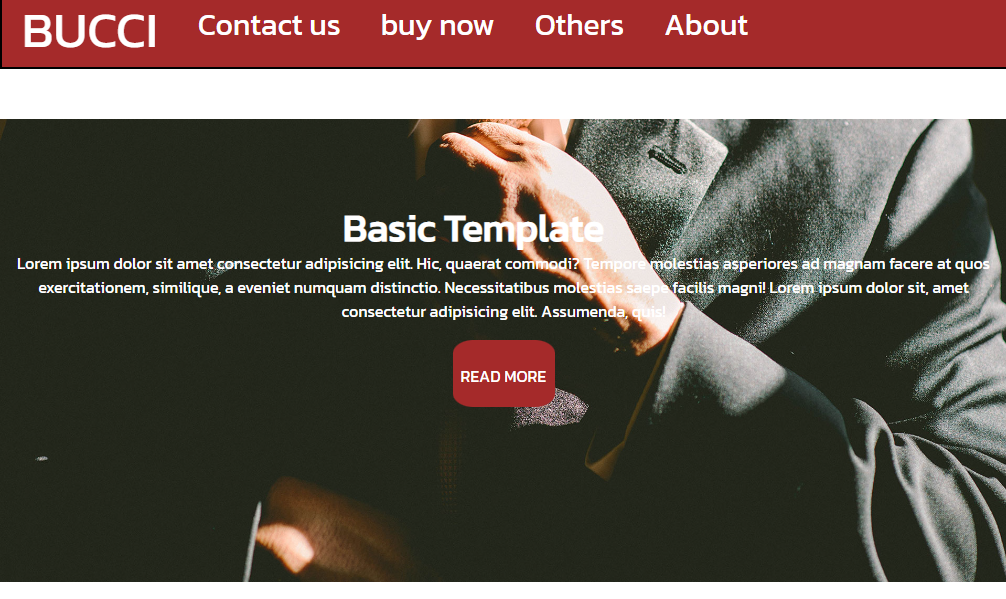 BUCCI Contact us buy now Others About
Basic Template
Lorem ipsum dolor sit amet consectetur adipisicing elit. Hic, quaerat commodi? Tempore molestias asperiores ad magnam facere at quos
exercitationem, similique, a eveniet numquam distinctio. Necessitatibus molestias saepe facilis magni! Lorem ipsum dolor sit, amet
consectetur adipisicing elit. Assumenda, quis!
READ MORE